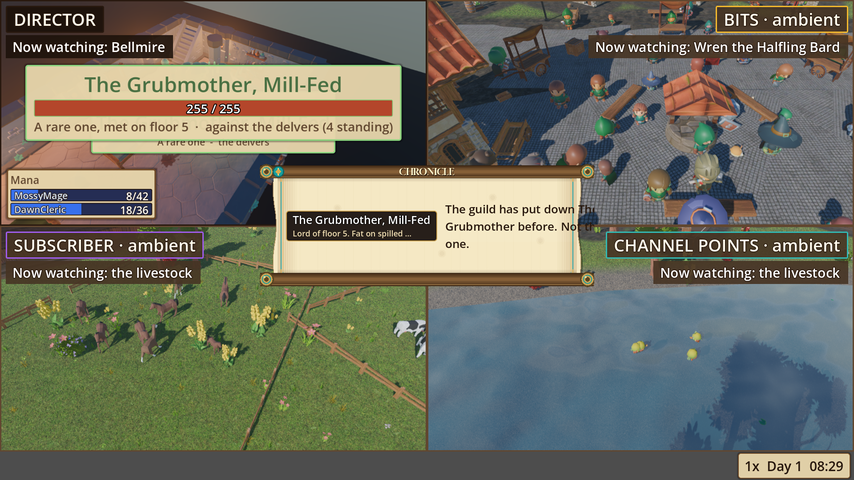 DIRECTOR
Now watching: Bellmire
The Grubmother, Mill-Fed
255 / 255
A rare one, met on floor 5 · against the delvers (4 standing)
A rare one · the delvers
Mana
MossyMage 8/42
DawnCleric 18/36
BITS · ambient
Now watching: Wren the Halfling Bard
CHRONICLE
The Grubmother, Mill-Fed
Lord of floor 5. Fat on spilled ...
The guild has put down
Grubmother before. Not
one.
SUBSCRIBER · ambient
Now watching: the livestock
CHANNEL POINTS · ambient
Now watching: the livestock
1x Day 1 08:29